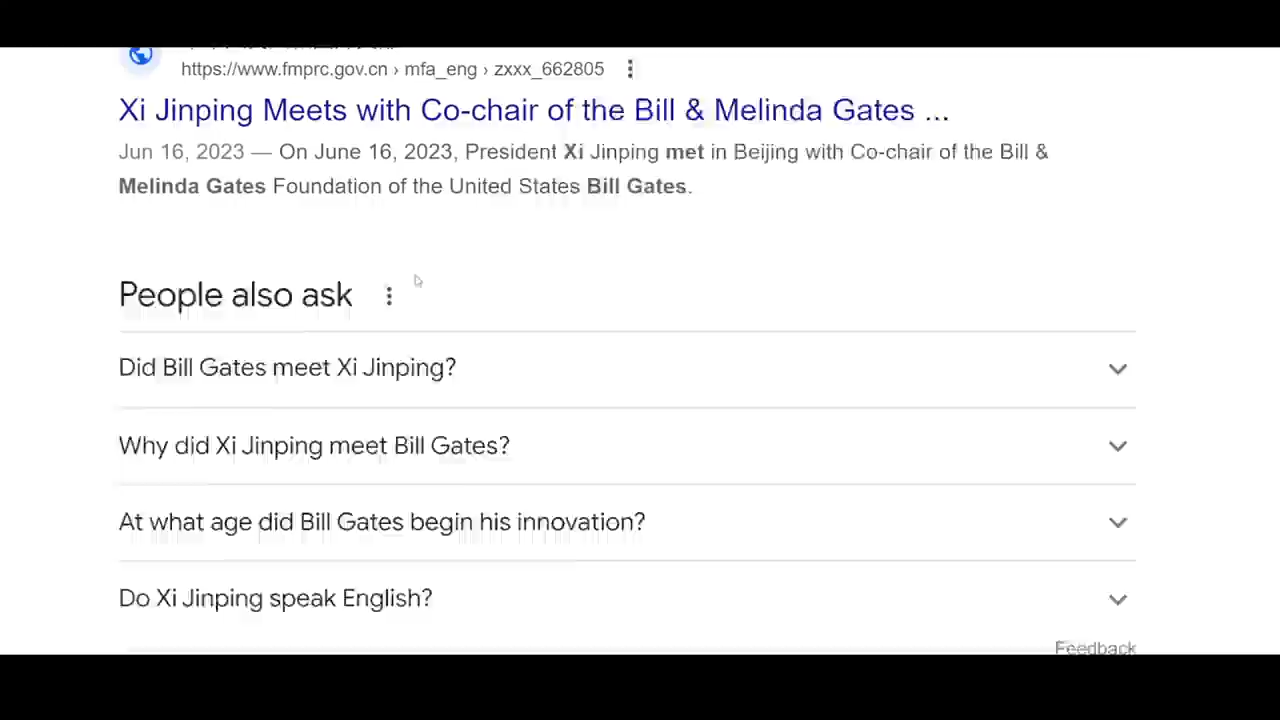 https://www.fmprc.gov.cn › mfa_eng › zxxx_662805
Xi Jinping Meets with Co-chair of the Bill & Melinda Gates ...
Jun 16, 2023 — On June 16, 2023, President Xi Jinping met in Beijing with Co-chair of the Bill &
Melinda Gates Foundation of the United States Bill Gates.
People also ask
Did Bill Gates meet Xi Jinping?
Why did Xi Jinping meet Bill Gates?
At what age did Bill Gates begin his innovation?
Do Xi Jinping speak English?
Feedback